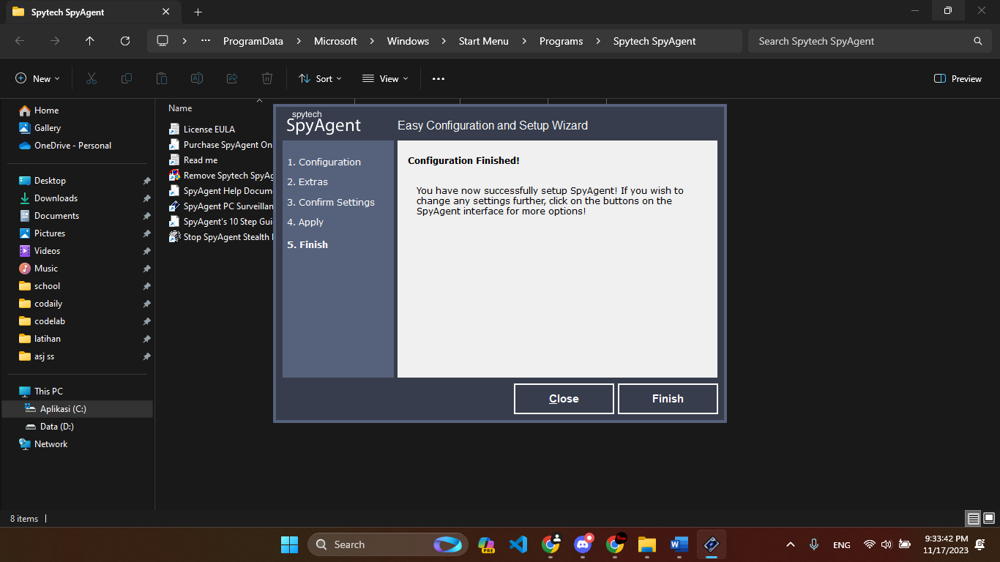 Spytech SpyAgent
ProgramData
Microsoft
Windows
Start Menu
Programs
Spytech SpyAgent
Search Spytech SpyAgent
New
Sort
View
Preview
Home
Gallery
OneDrive - Personal
Desktop
Downloads
Documents
Pictures
Videos
Music
school
codaily
codelab
latihan
asj ss
This PC
Aplikasi (C:)
Data (D:)
Network
Name
License EULA
Purchase SpyAgent On
Read me
Remove Spytech SpyAg
SpyAgent Help Docum
SpyAgent PC Surveillan
SpyAgent's 10 Step Gui
Stop SpyAgent Stealth
spytech
SpyAgent
Easy Configuration and Setup Wizard
1. Configuration
2. Extras
3. Confirm Settings
4. Apply
5. Finish
Configuration Finished!
You have now successfully setup SpyAgent! If you wish to
change any settings further, click on the buttons on the
SpyAgent interface for more options!
Close
Finish
8 items
Search
PRE
ENG
9:33:42 PM
11/17/2023